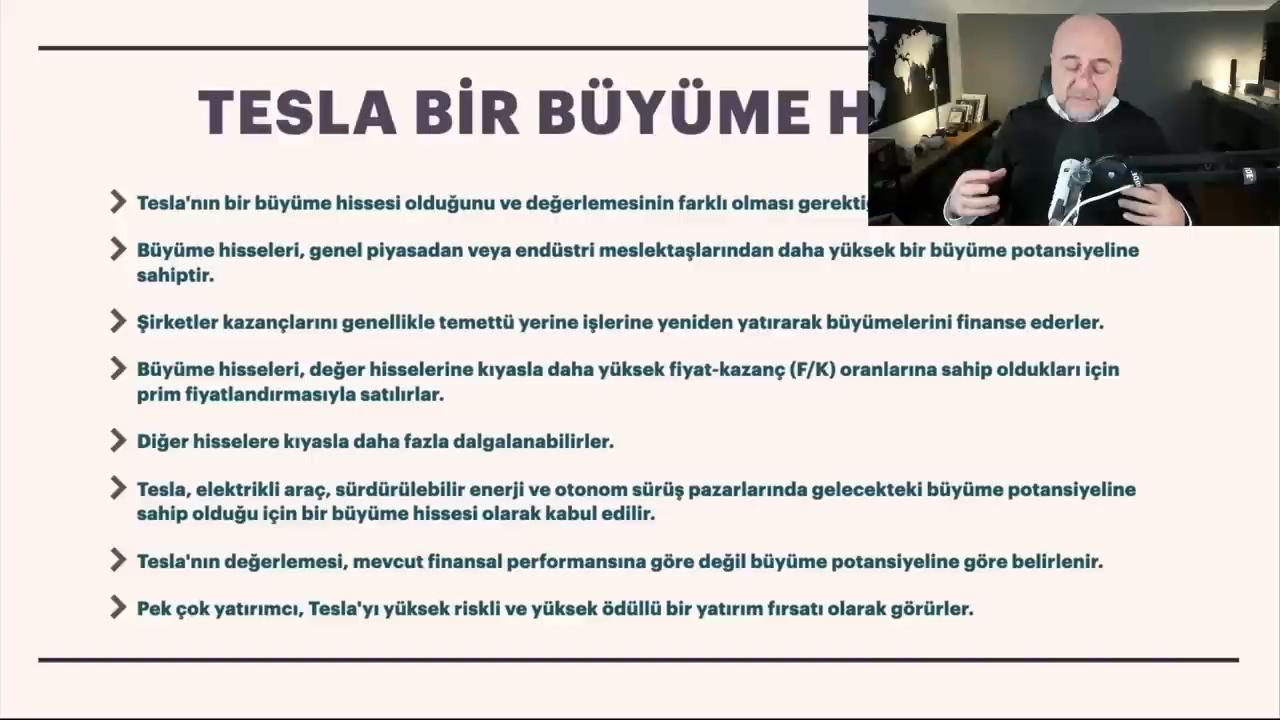 TESLA BİR BÜYÜME H
Tesla'nın bir büyüme hissesi olduğunu ve değerlemesinin farklı olması
Büyüme hisseleri, genel piyasadan veya endüstri meslektaşlarından daha yüksek bir büyüme potansiyeline
sahiptir.
Şirketler kazançlarını genellikle temettü yerine işlerine yeniden yatırarak büyümelerini finanse ederler.
Büyüme hisseleri, değer hisselerine kıyasla daha yüksek fiyat-kazanç (F/K) oranlarına sahip oldukları için
prim fiyatlandırmasıyla satılırlar.
Diğer hisselere kıyasla daha fazla dalgalanabilirler.
Tesla, elektrikli araç, sürdürülebilir enerji ve otonom sürüş pazarlarında gelecekteki büyüme potansiyeline
sahip olduğu için bir büyüme hissesi olarak kabul edilir.
Tesla'nın değerlemesi, mevcut finansal performansına göre değil büyüme potansiyeline göre belirlenir.
Pek çok yatırımcı, Tesla'yı yüksek riskli ve yüksek ödüllü bir yatırım fırsatı olarak görürler.